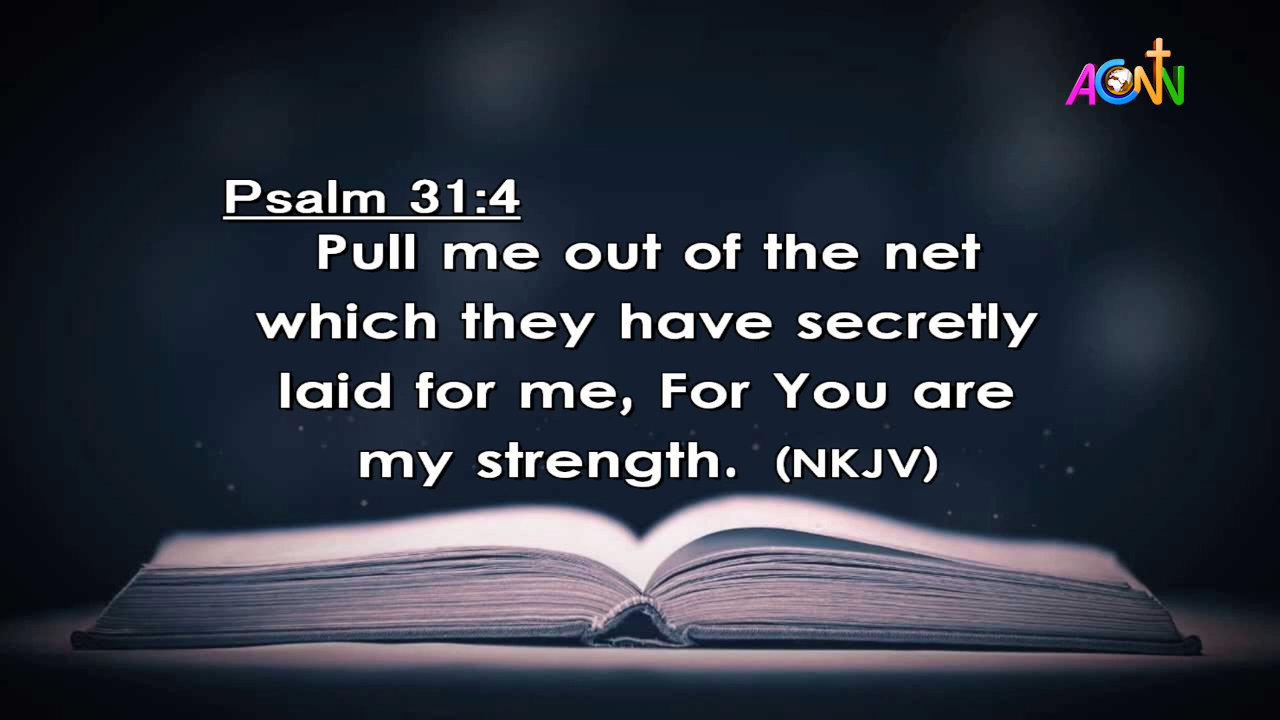 ACNN
Psalm 31:4
Pull me out of the net
which they have secretly
laid for me, For You are
my strength. (NKJV)